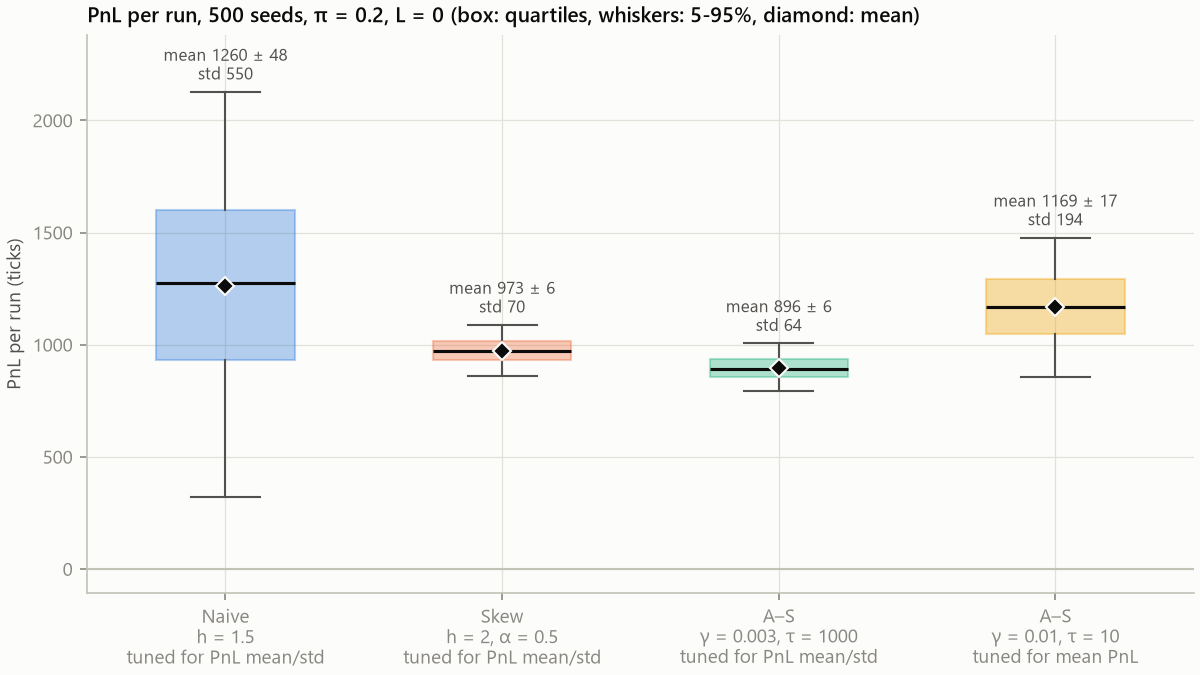 PnL per run, 500 seeds, π = 0.2, L = 0 (box: quartiles, whiskers: 5-95%, diamond: mean)
PnL per run (ticks)
2000
1500
1000
500
0
mean 1260 ± 48
std 550
mean 973 ± 6
std 70
mean 896 ± 6
std 64
mean 1169 ± 17
std 194
Naive
h = 1.5
tuned for PnL mean/std
Skew
h = 2, α = 0.5
tuned for PnL mean/std
A–S
γ = 0.003, τ = 1000
tuned for PnL mean/std
A–S
γ = 0.01, τ = 10
tuned for mean PnL